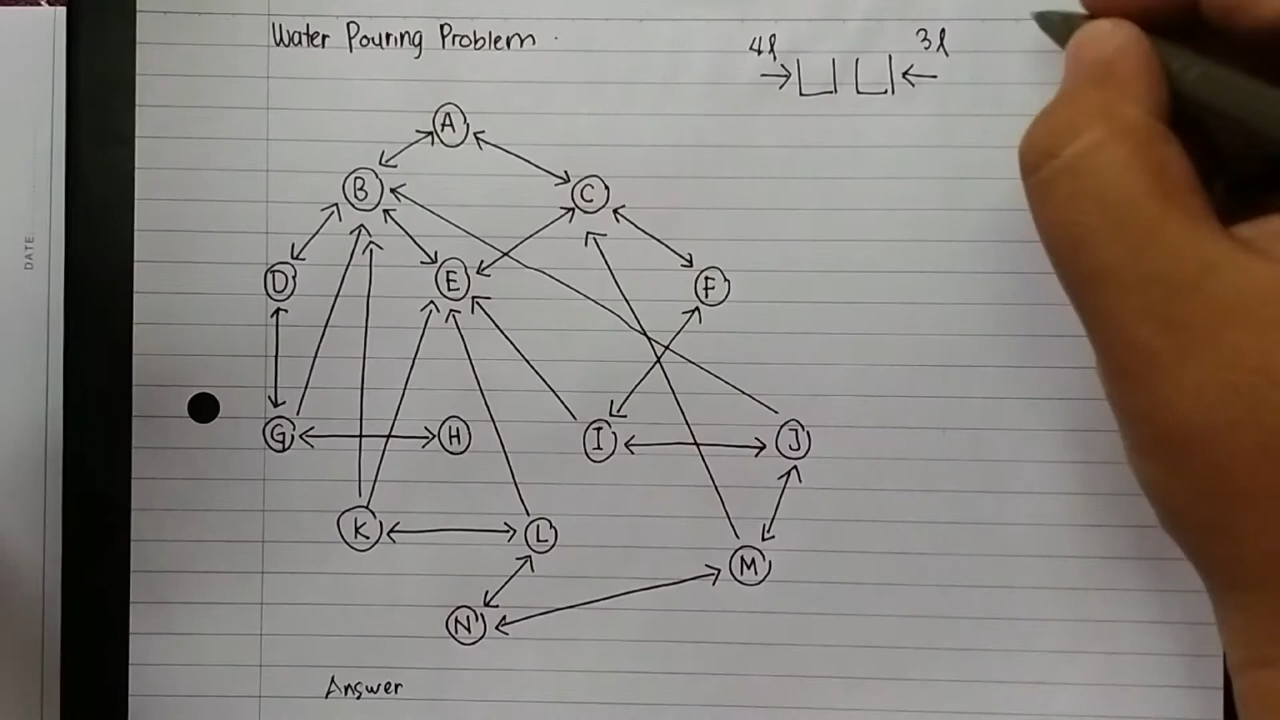 Water Pouring Problem.
4l 3l
A
B C
D E F
G H I J
K L
M
N
Answer
DATE